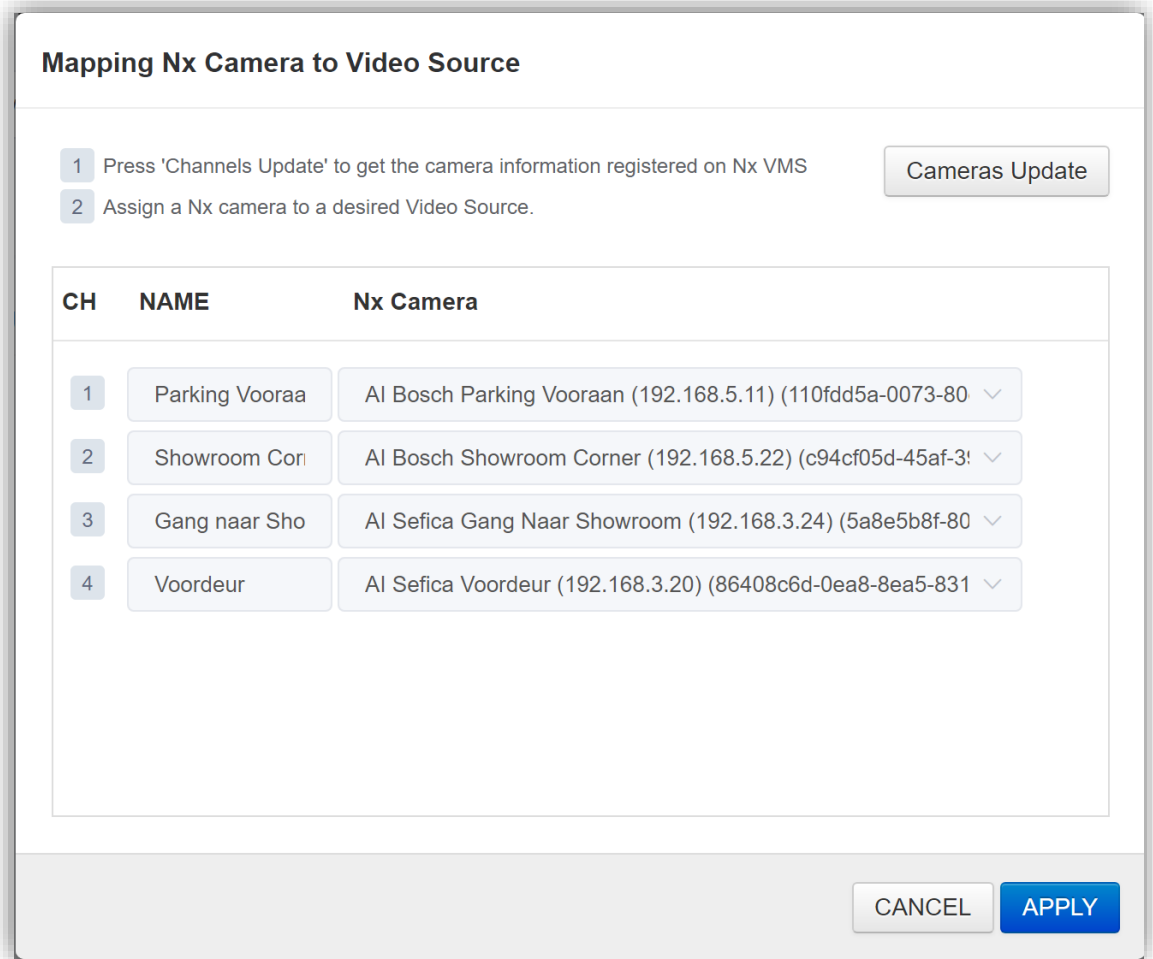 Mapping Nx Camera to Video Source
1 Press 'Channels Update' to get the camera information registered on Nx VMS
Cameras Update
2 Assign a Nx camera to a desired Video Source.
CH NAME Nx Camera
1 Parking Vooraa AI Bosch Parking Vooraan (192.168.5.11) (110fdd5a-0073-80
2 Showroom Cor AI Bosch Showroom Corner (192.168.5.22) (c94cf05d-45af-39
3 Gang naar Sho AI Sefica Gang Naar Showroom (192.168.3.24) (5a8e5b8f-80
4 Voordeur AI Sefica Voordeur (192.168.3.20) (86408c6d-0ea8-8ea5-831
CANCEL APPLY